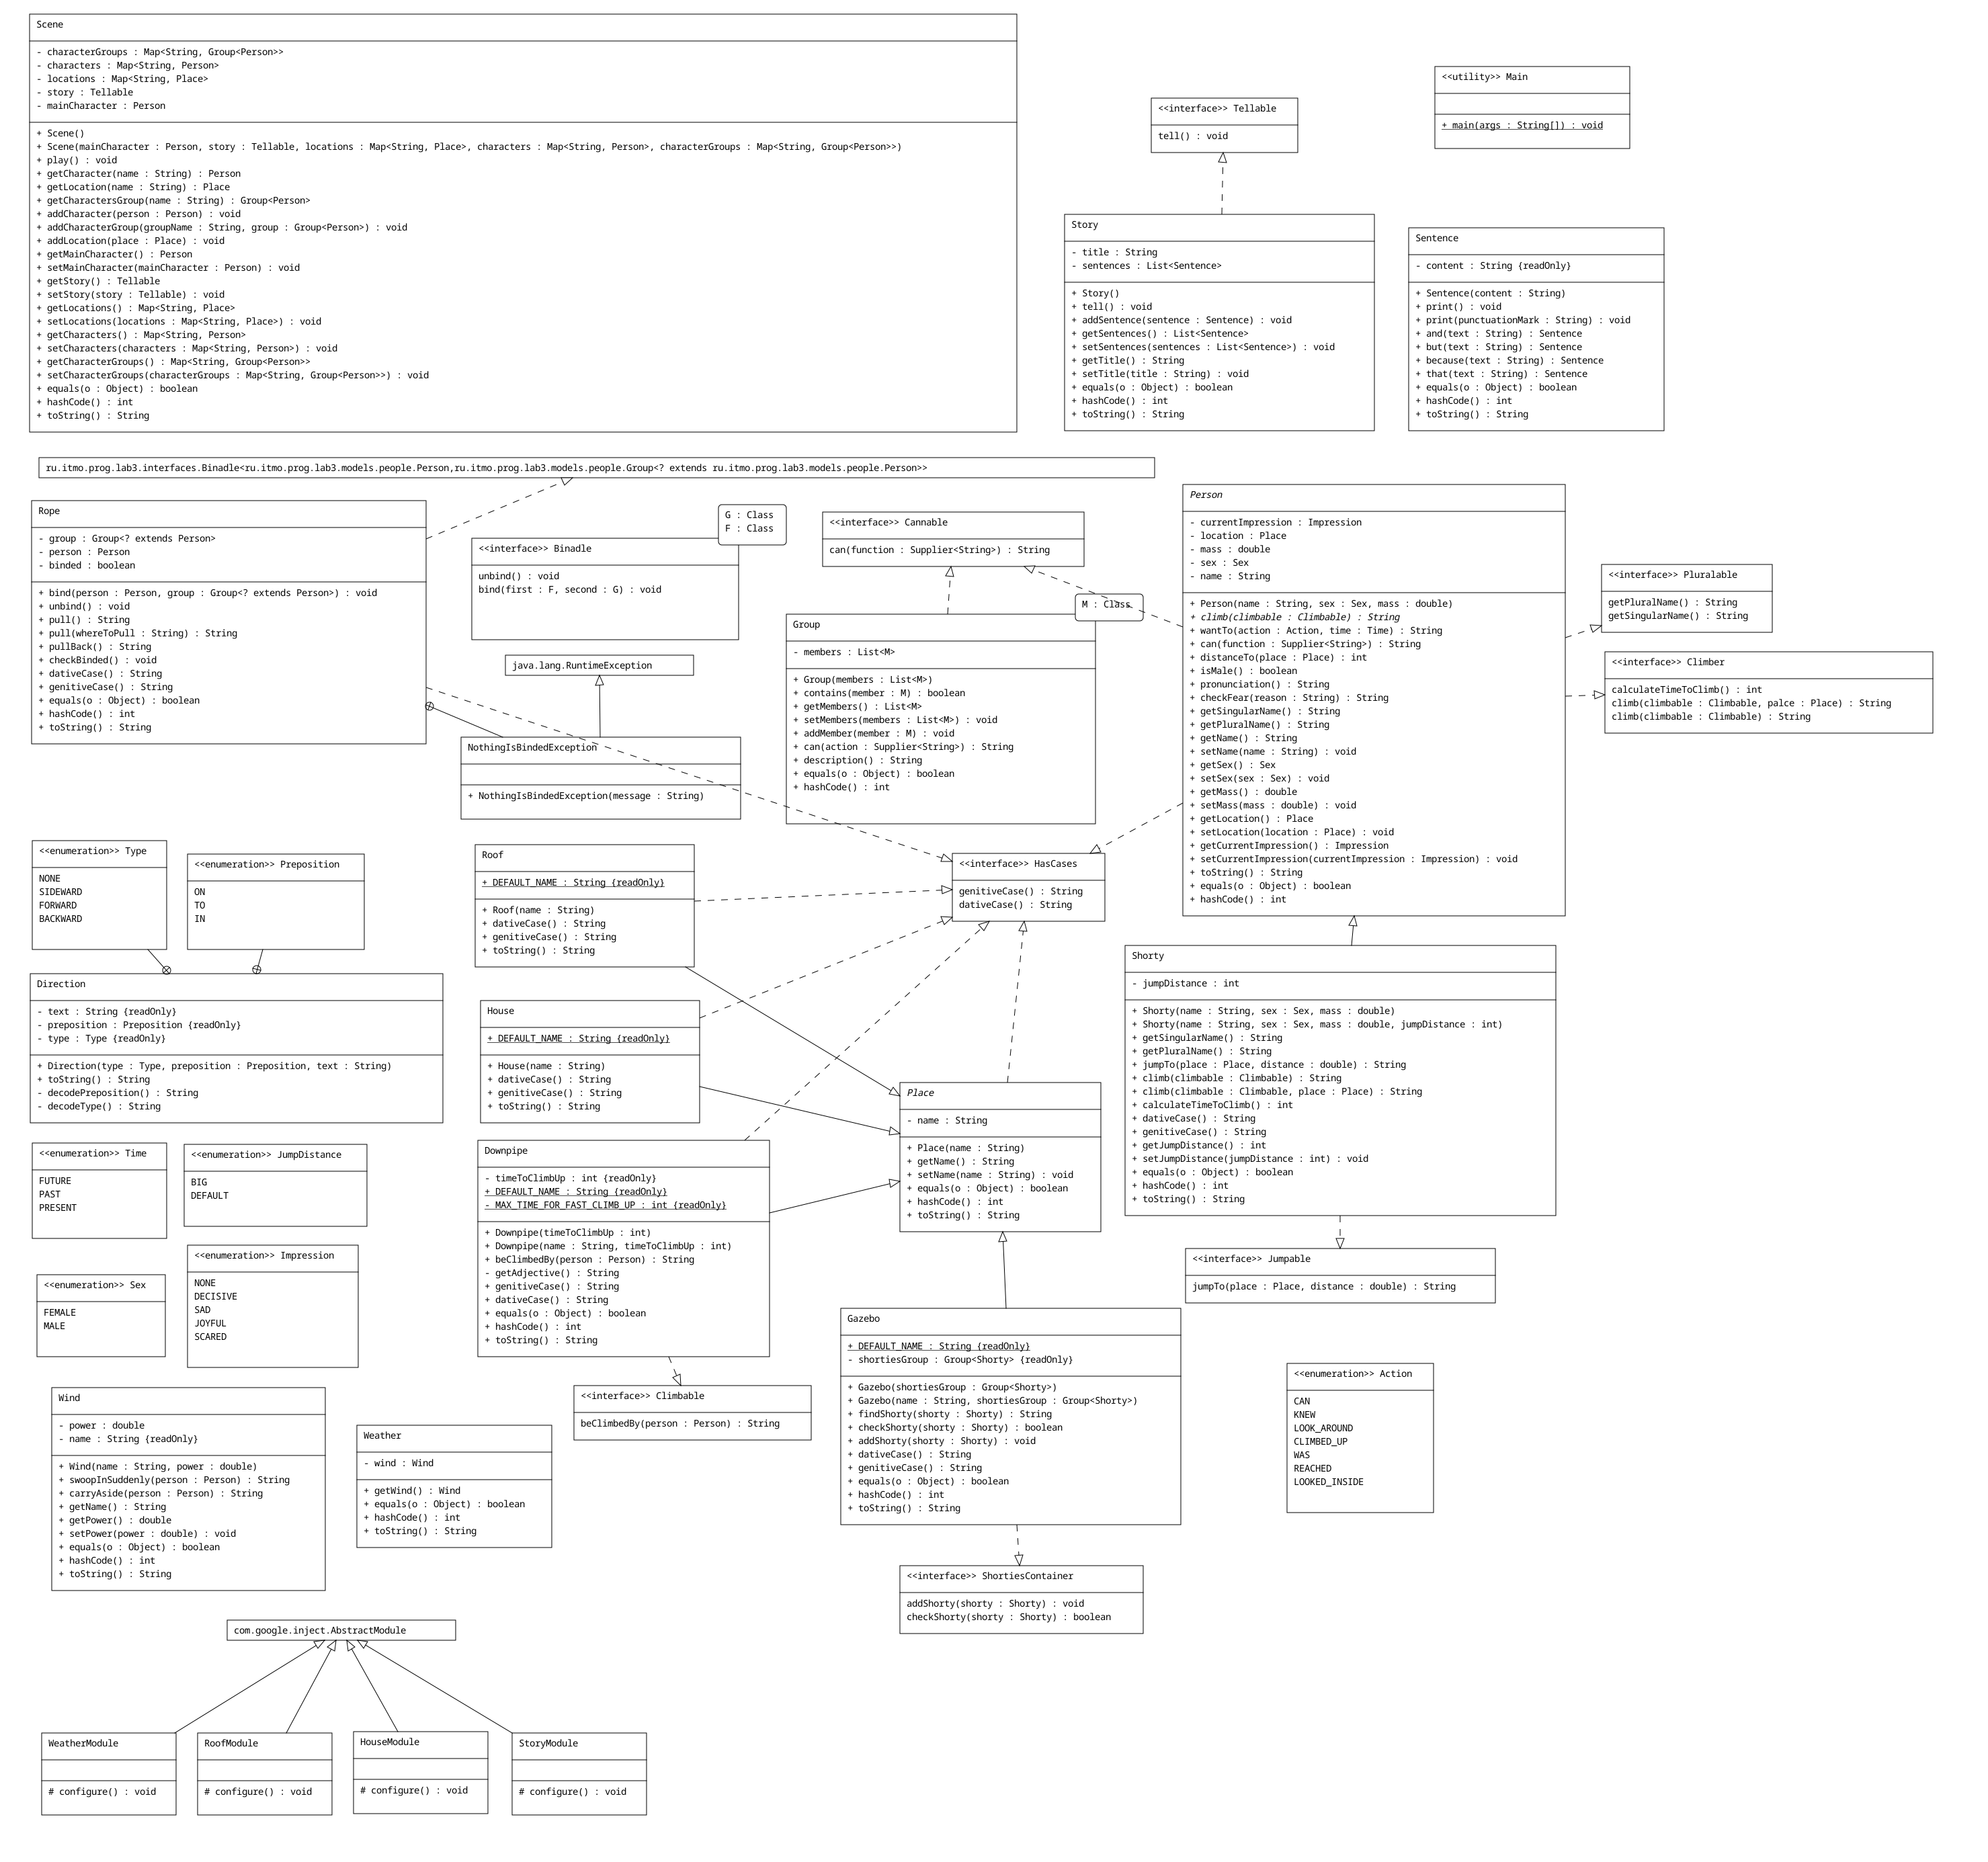 Scene
- characterGroups : Map<String, Group<Person>>
- characters : Map<String, Person>
- locations : Map<String, Place>
- story : Tellable
- mainCharacter : Person
+ Scene()
+ Scene(mainCharacter : Person, story : Tellable, locations : Map<String, Place>, characters : Map<String, Person>, characterGroups : Map<String, Group<Person>>)
+ play() : void
+ getCharacter(name : String) : Person
+ getLocation(name : String) : Place
+ getCharactersGroup(name : String) : Group<Person>
+ addCharacter(person : Person) : void
+ addCharacterGroup(groupName : String, group : Group<Person>) : void
+ addLocation(place : Place) : void
+ getMainCharacter() : Person
+ setMainCharacter(mainCharacter : Person) : void
+ getStory() : Tellable
+ setStory(story : Tellable) : void
+ getLocations() : Map<String, Place>
+ setLocations(locations : Map<String, Place>) : void
+ getCharacters() : Map<String, Person>
+ setCharacters(characters : Map<String, Person>) : void
+ getCharacterGroups() : Map<String, Group<Person>>
+ setCharacterGroups(characterGroups : Map<String, Group<Person>>) : void
+ equals(o : Object) : boolean
+ hashCode() : int
+ toString() : String
<<interface>> Tellable
tell() : void
<<utility>> Main
+ main(args : String[]) : void
Story
- title : String
- sentences : List<Sentence>
+ Story()
+ tell() : void
+ addSentence(sentence : Sentence) : void
+ getSentences() : List<Sentence>
+ setSentences(sentences : List<Sentence>) : void
+ getTitle() : String
+ setTitle(title : String) : void
+ equals(o : Object) : boolean
+ hashCode() : int
+ toString() : String
Sentence
- content : String {readOnly}
+ Sentence(content : String)
+ print() : void
+ print(punctuationMark : String) : void
+ and(text : String) : Sentence
+ but(text : String) : Sentence
+ because(text : String) : Sentence
+ that(text : String) : Sentence
+ equals(o : Object) : boolean
+ hashCode() : int
+ toString() : String
ru.itmo.prog.lab3.interfaces.Binadle<ru.itmo.prog.lab3.models.people.Person,ru.itmo.prog.lab3.models.people.Group<? extends ru.itmo.prog.lab3.models.people.Person>>
Rope
- group : Group<? extends Person>
- person : Person
- binded : boolean
+ bind(person : Person, group : Group<? extends Person>) : void
+ unbind() : void
+ pull() : String
+ pull(whereToPull : String) : String
+ pullBack() : String
+ checkBinded() : void
+ dativeCase() : String
+ genitiveCase() : String
+ equals(o : Object) : boolean
+ hashCode() : int
+ toString() : String
G : Class
F : Class
<<interface>> Binadle
unbind() : void
bind(first : F, second : G) : void
java.lang.RuntimeException
NothingIsBindedException
+ NothingIsBindedException(message : String)
<<interface>> Cannable
can(function : Supplier<String>) : String
M : Class
Group
- members : List<M>
+ Group(members : List<M>)
+ contains(member : M) : boolean
+ getMembers() : List<M>
+ setMembers(members : List<M>) : void
+ addMember(member : M) : void
+ can(action : Supplier<String>) : String
+ description() : String
+ equals(o : Object) : boolean
+ hashCode() : int
Person
- currentImpression : Impression
- location : Place
- mass : double
- sex : Sex
- name : String
+ Person(name : String, sex : Sex, mass : double)
+ climb(climbable : Climbable) : String
+ wantTo(action : Action, time : Time) : String
+ can(function : Supplier<String>) : String
+ distanceTo(place : Place) : int
+ isMale() : boolean
+ pronunciation() : String
+ checkFear(reason : String) : String
+ getSingularName() : String
+ getPluralName() : String
+ getName() : String
+ setName(name : String) : void
+ getSex() : Sex
+ setSex(sex : Sex) : void
+ getMass() : double
+ setMass(mass : double) : void
+ getLocation() : Place
+ setLocation(location : Place) : void
+ getCurrentImpression() : Impression
+ setCurrentImpression(currentImpression : Impression) : void
+ toString() : String
+ equals(o : Object) : boolean
+ hashCode() : int
<<interface>> Pluralable
getPluralName() : String
getSingularName() : String
<<interface>> Climber
calculateTimeToClimb() : int
climb(climbable : Climbable, palce : Place) : String
climb(climbable : Climbable) : String
<<enumeration>> Type
NONE
SIDEWARD
FORWARD
BACKWARD
<<enumeration>> Preposition
ON
TO
IN
Direction
- text : String {readOnly}
- preposition : Preposition {readOnly}
- type : Type {readOnly}
+ Direction(type : Type, preposition : Preposition, text : String)
+ toString() : String
- decodePreposition() : String
- decodeType() : String
Roof
+ DEFAULT_NAME : String {readOnly}
+ Roof(name : String)
+ dativeCase() : String
+ genitiveCase() : String
+ toString() : String
<<interface>> HasCases
genitiveCase() : String
dativeCase() : String
House
+ DEFAULT_NAME : String {readOnly}
+ House(name : String)
+ dativeCase() : String
+ genitiveCase() : String
+ toString() : String
Shorty
- jumpDistance : int
+ Shorty(name : String, sex : Sex, mass : double)
+ Shorty(name : String, sex : Sex, mass : double, jumpDistance : int)
+ getSingularName() : String
+ getPluralName() : String
+ jumpTo(place : Place, distance : double) : String
+ climb(climbable : Climbable) : String
+ climb(climbable : Climbable, place : Place) : String
+ calculateTimeToClimb() : int
+ dativeCase() : String
+ genitiveCase() : String
+ getJumpDistance() : int
+ setJumpDistance(jumpDistance : int) : void
+ equals(o : Object) : boolean
+ hashCode() : int
+ toString() : String
Place
- name : String
+ Place(name : String)
+ getName() : String
+ setName(name : String) : void
+ equals(o : Object) : boolean
+ hashCode() : int
+ toString() : String
<<enumeration>> Time
FUTURE
PAST
PRESENT
<<enumeration>> JumpDistance
BIG
DEFAULT
Downpipe
- timeToClimbUp : int {readOnly}
+ DEFAULT_NAME : String {readOnly}
- MAX_TIME_FOR_FAST_CLIMB_UP : int {readOnly}
+ Downpipe(timeToClimbUp : int)
+ Downpipe(name : String, timeToClimbUp : int)
+ beClimbedBy(person : Person) : String
- getAdjective() : String
+ genitiveCase() : String
+ dativeCase() : String
+ equals(o : Object) : boolean
+ hashCode() : int
+ toString() : String
<<enumeration>> Sex
FEMALE
MALE
<<enumeration>> Impression
NONE
DECISIVE
SAD
JOYFUL
SCARED
<<interface>> Jumpable
jumpTo(place : Place, distance : double) : String
Gazebo
+ DEFAULT_NAME : String {readOnly}
- shortiesGroup : Group<Shorty> {readOnly}
+ Gazebo(shortiesGroup : Group<Shorty>)
+ Gazebo(name : String, shortiesGroup : Group<Shorty>)
+ findShorty(shorty : Shorty) : String
+ checkShorty(shorty : Shorty) : boolean
+ addShorty(shorty : Shorty) : void
+ dativeCase() : String
+ genitiveCase() : String
+ equals(o : Object) : boolean
+ hashCode() : int
+ toString() : String
<<enumeration>> Action
CAN
KNEW
LOOK_AROUND
CLIMBED_UP
WAS
REACHED
LOOKED_INSIDE
Wind
- power : double
- name : String {readOnly}
+ Wind(name : String, power : double)
+ swoopInSuddenly(person : Person) : String
+ carryAside(person : Person) : String
+ getName() : String
+ getPower() : double
+ setPower(power : double) : void
+ equals(o : Object) : boolean
+ hashCode() : int
+ toString() : String
Weather
- wind : Wind
+ getWind() : Wind
+ equals(o : Object) : boolean
+ hashCode() : int
+ toString() : String
<<interface>> Climbable
beClimbedBy(person : Person) : String
<<interface>> ShortiesContainer
addShorty(shorty : Shorty) : void
checkShorty(shorty : Shorty) : boolean
com.google.inject.AbstractModule
WeatherModule
# configure() : void
RoofModule
# configure() : void
HouseModule
# configure() : void
StoryModule
# configure() : void